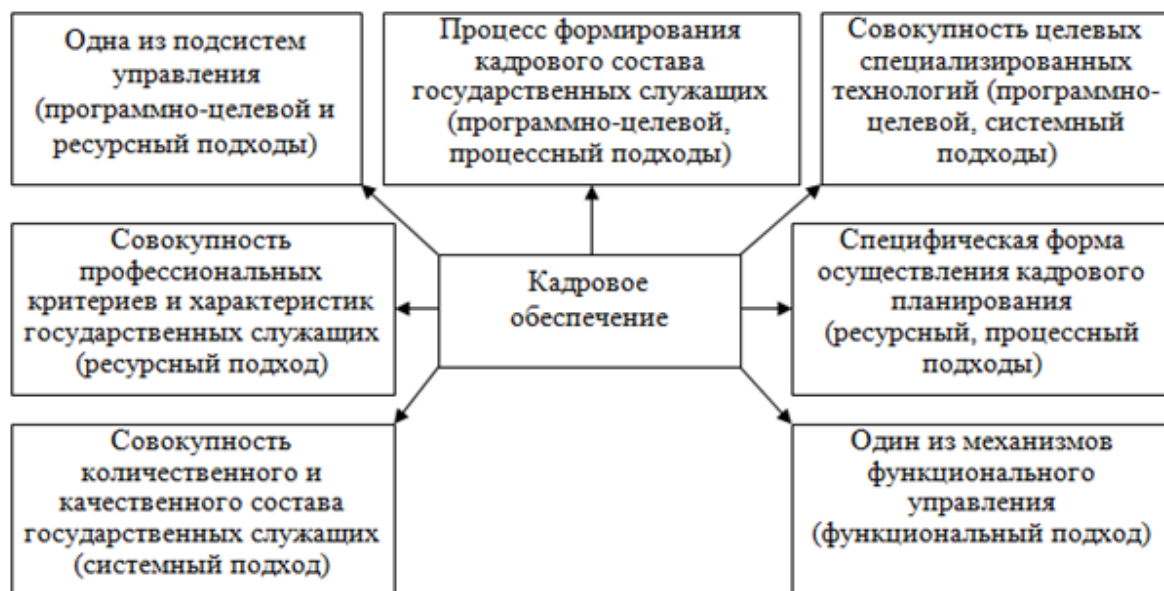 Одна из подсистем
управления
(программно-целевой и
ресурсный подходы)
Процесс формирования
кадрового состава
государственных служащих
(программно-целевой,
процессный подходы)
Совокупность целевых
специализированных
технологий (программно-
целевой, системный
подходы)
Совокупность
профессиональных
критериев и характеристик
государственных служащих
(ресурсный подход)
Кадровое
обеспечение
Специфическая форма
осуществления кадрового
планирования
(ресурсный, процессный
подходы)
Совокупность
количественного и
качественного состава
государственных служащих
(системный подход)
Один из механизмов
функционального
управления
(функциональный подход)